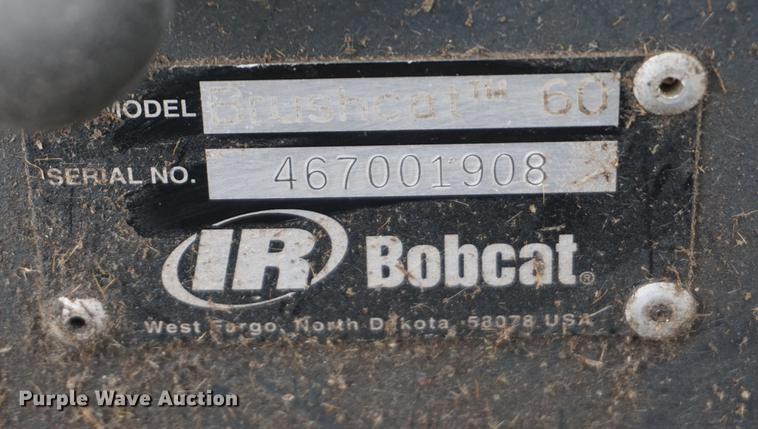 MODEL Brushcat™ 60
SERIAL NO. 467001908
IR Bobcat®
West Fargo, North Dakota 58078 USA
Purple Wave Auction